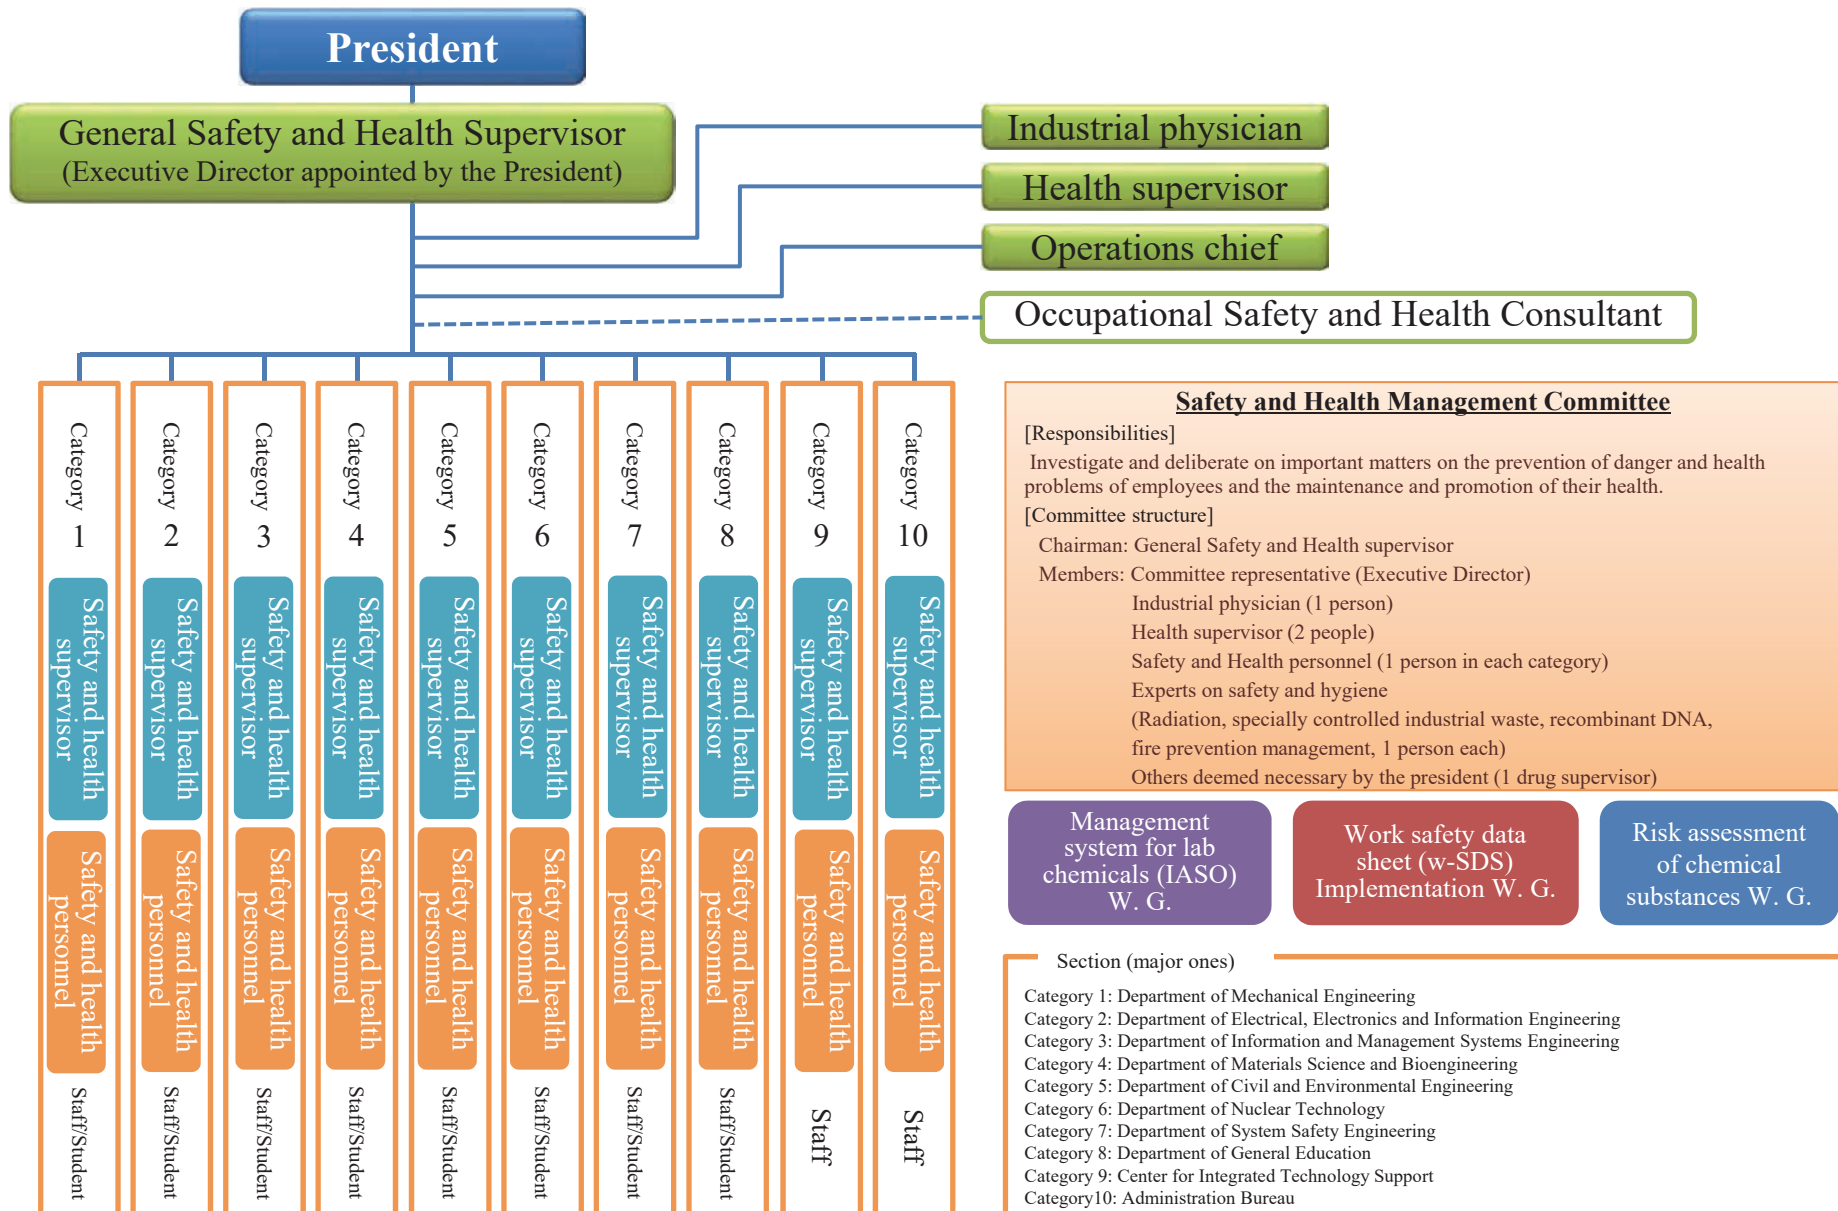 President
General Safety and Health Supervisor
(Executive Director appointed by the President)
Industrial physician
Health supervisor
Operations chief
Occupational Safety and Health Consultant
Category 1
Safety and health
supervisor
Safety and health
personnel
Staff/Student
Category 2
Safety and health
supervisor
Safety and health
personnel
Staff/Student
Category 3
Safety and health
supervisor
Safety and health
personnel
Staff/Student
Category 4
Safety and health
supervisor
Safety and health
personnel
Staff/Student
Category 5
Safety and health
supervisor
Safety and health
personnel
Staff/Student
Category 6
Safety and health
supervisor
Safety and health
personnel
Staff/Student
Category 7
Safety and health
supervisor
Safety and health
personnel
Staff/Student
Category 8
Safety and health
supervisor
Safety and health
personnel
Staff/Student
Category 9
Safety and health
supervisor
Safety and health
personnel
Staff
Category 10
Safety and health
supervisor
Safety and health
personnel
Staff
Safety and Health Management Committee
[Responsibilities]
Investigate and deliberate on important matters on the prevention of danger and health
problems of employees and the maintenance and promotion of their health.
[Committee structure]
Chairman: General Safety and Health supervisor
Members: Committee representative (Executive Director)
Industrial physician (1 person)
Health supervisor (2 people)
Safety and Health personnel (1 person in each category)
Experts on safety and hygiene
(Radiation, specially controlled industrial waste, recombinant DNA,
fire prevention management, 1 person each)
Others deemed necessary by the president (1 drug supervisor)
Management
system for lab
chemicals (IASO)
W. G.
Work safety data
sheet (w-SDS)
Implementation W. G.
Risk assessment
of chemical
substances W. G.
Section (major ones)
Category 1: Department of Mechanical Engineering
Category 2: Department of Electrical, Electronics and Information Engineering
Category 3: Department of Information and Management Systems Engineering
Category 4: Department of Materials Science and Bioengineering
Category 5: Department of Civil and Environmental Engineering
Category 6: Department of Nuclear Technology
Category 7: Department of System Safety Engineering
Category 8: Department of General Education
Category 9: Center for Integrated Technology Support
Category10: Administration Bureau